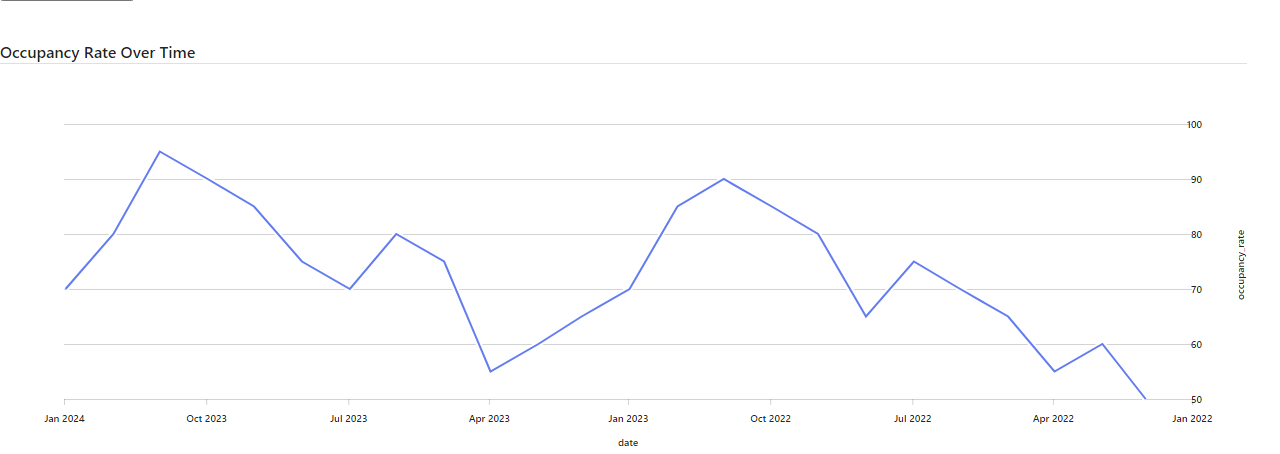 Occupancy Rate Over Time
100
90
80
70
60
50
occupancy_rate
Jan 2024 Oct 2023 Jul 2023 Apr 2023 Jan 2023 Oct 2022 Jul 2022 Apr 2022 Jan 2022
date